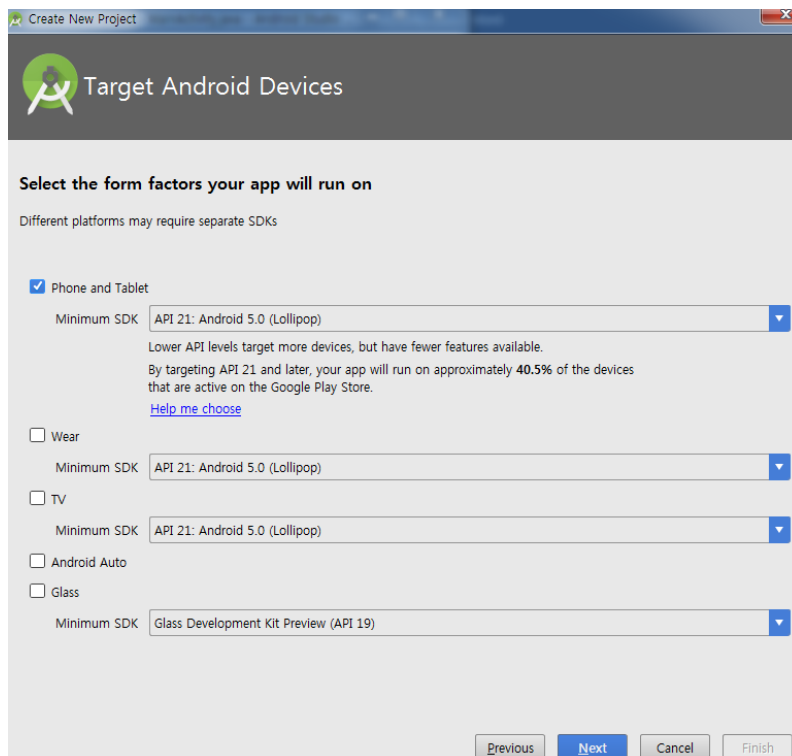 Create New Project
Target Android Devices
Select the form factors your app will run on
Different platforms may require separate SDKs
Phone and Tablet
Minimum SDK API 21: Android 5.0 (Lollipop)
Lower API levels target more devices, but have fewer features available.
By targeting API 21 and later, your app will run on approximately 40.5% of the devices
that are active on the Google Play Store.
Help me choose
Wear
Minimum SDK API 21: Android 5.0 (Lollipop)
TV
Minimum SDK API 21: Android 5.0 (Lollipop)
Android Auto
Glass
Minimum SDK Glass Development Kit Preview (API 19)
Previous Next Cancel Finish